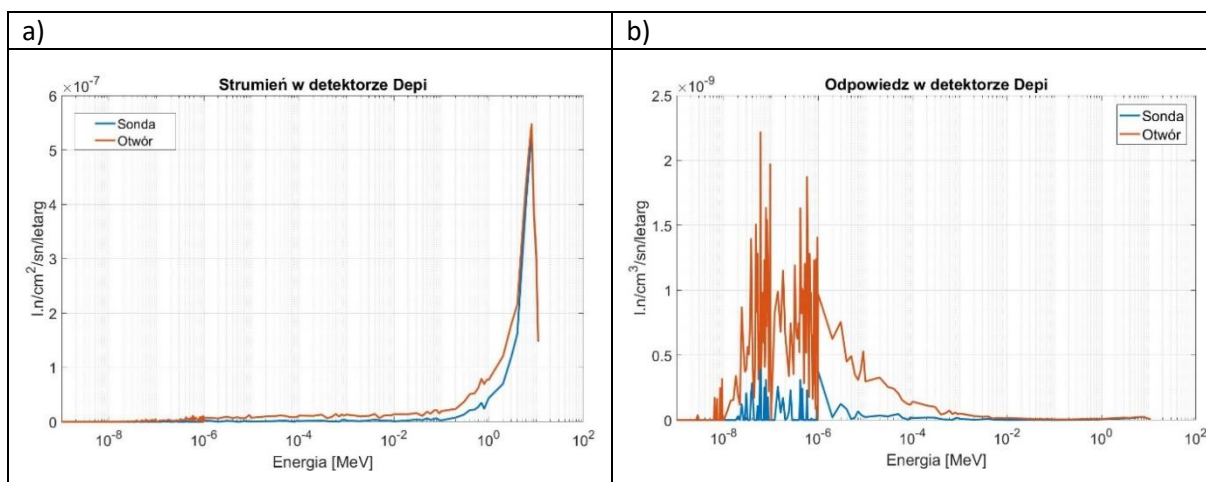 a)
b)
Strumień w detektorze Depi
×10⁻⁷
6
5
4
3
2
1
0
l.n/cm²/sn/letarg
Sonda
Otwór
10⁻⁸
10⁻⁶
10⁻⁴
10⁻²
10⁰
10²
Energia [MeV]
Odpowiedz w detektorze Depi
×10⁻⁹
2.5
2
1.5
1
0.5
0
l.n/cm³/sn/letarg
Sonda
Otwór
10⁻⁸
10⁻⁶
10⁻⁴
10⁻²
10⁰
10²
Energia [MeV]